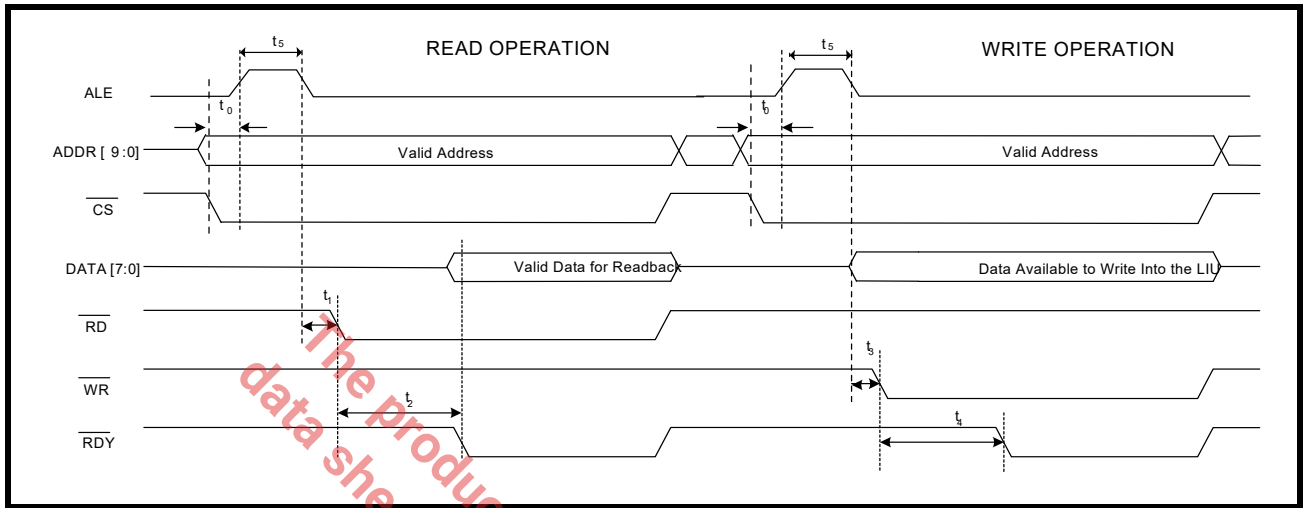 READ OPERATION
WRITE OPERATION
t5
t5
ALE
t0
t0
ADDR [ 9:0]
Valid Address
Valid Address
CS
DATA [7:0]
Valid Data for Readback
Data Available to Write Into the LIU
t1
RD
t3
WR
t2
t4
RDY
The produc
data she